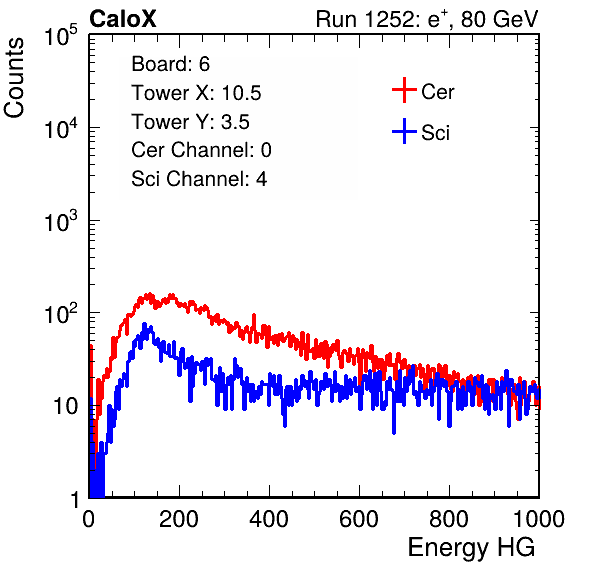 CaloX Run 1252: e⁺, 80 GeV
Counts
10⁵
10⁴
10³
10²
10
1
Board: 6
Tower X: 10.5
Tower Y: 3.5
Cer Channel: 0
Sci Channel: 4
Cer
Sci
0 200 400 600 800 1000
Energy HG